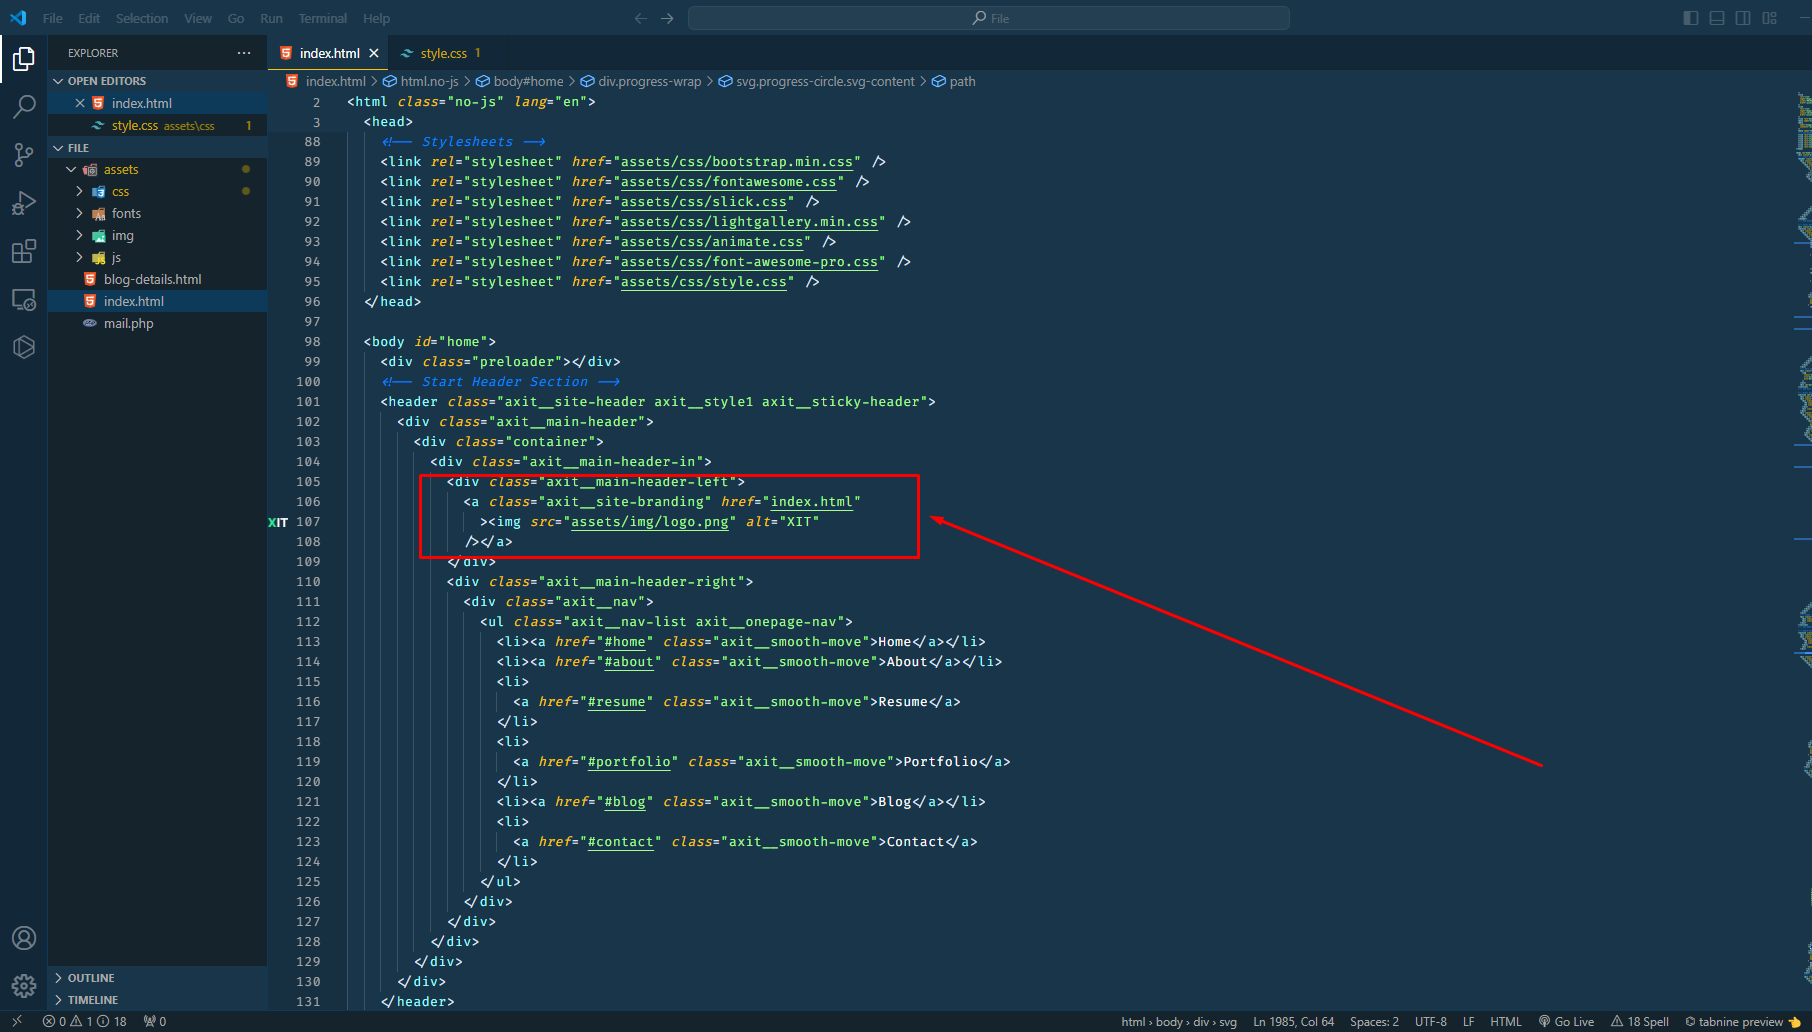 File Edit Selection View Go Run Terminal Help
File
EXPLORER
OPEN EDITORS
index.html
style.css assets\css 1
FILE
assets
css
fonts
img
js
blog-details.html
index.html
mail.php
OUTLINE
TIMELINE
index.html
style.css 1
index.html > html.no-js > body#home > div.progress-wrap > svg.progress-circle.svg-content > path
2 <html class="no-js" lang="en">
3 <head>
88 <!-- Stylesheets -->
89 <link rel="stylesheet" href="assets/css/bootstrap.min.css" />
90 <link rel="stylesheet" href="assets/css/fontawesome.css" />
91 <link rel="stylesheet" href="assets/css/slick.css" />
92 <link rel="stylesheet" href="assets/css/lightgallery.min.css" />
93 <link rel="stylesheet" href="assets/css/animate.css" />
94 <link rel="stylesheet" href="assets/css/font-awesome-pro.css" />
95 <link rel="stylesheet" href="assets/css/style.css" />
96 </head>
97
98 <body id="home">
99 <div class="preloader"></div>
100 <!-- Start Header Section -->
101 <header class="axit__site-header axit__style1 axit__sticky-header">
102 <div class="axit__main-header">
103 <div class="container">
104 <div class="axit__main-header-in">
105 <div class="axit__main-header-left">
106 <a class="axit__site-branding" href="index.html"
XIT 107 ><img src="assets/img/logo.png" alt="XIT"
108 /></a>
109 </div>
110 <div class="axit__main-header-right">
111 <div class="axit__nav">
112 <ul class="axit__nav-list axit__onepage-nav">
113 <li><a href="#home" class="axit__smooth-move">Home</a></li>
114 <li><a href="#about" class="axit__smooth-move">About</a></li>
115 <li>
116 <a href="#resume" class="axit__smooth-move">Resume</a>
117 </li>
118 <li>
119 <a href="#portfolio" class="axit__smooth-move">Portfolio</a>
120 </li>
121 <li><a href="#blog" class="axit__smooth-move">Blog</a></li>
122 <li>
123 <a href="#contact" class="axit__smooth-move">Contact</a>
124 </li>
125 </ul>
126 </div>
127 </div>
128 </div>
129 </div>
130 </div>
131 </header>
0 1 18 0 html > body > div > svg Ln 1985, Col 64 Spaces: 2 UTF-8 LF HTML Go Live 18 Spell tabnine preview